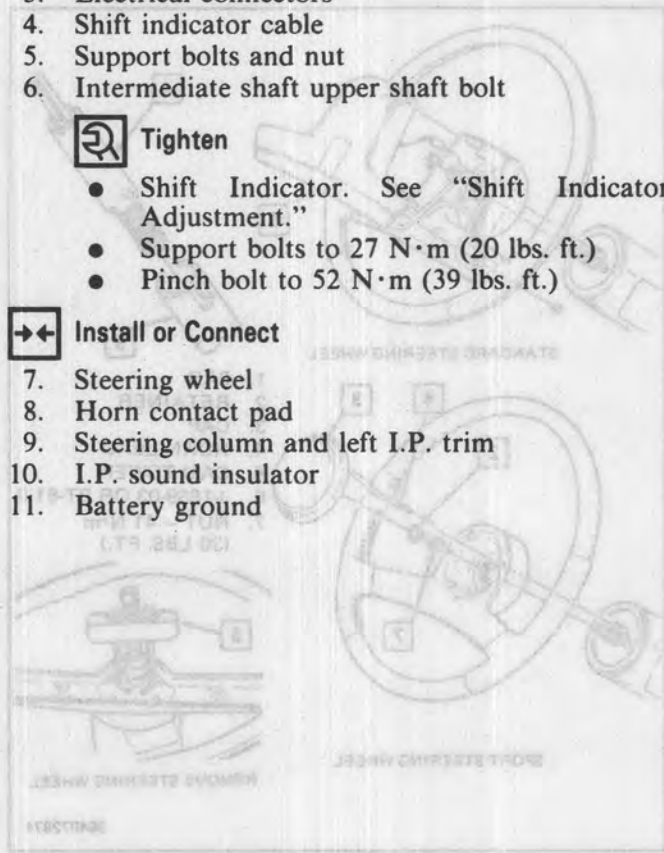 3. Electrical connectors
4. Shift indicator cable
5. Support bolts and nut
6. Intermediate shaft upper shaft bolt
Tighten
● Shift Indicator. See “Shift Indicator
Adjustment.”
● Support bolts to 27 N·m (20 lbs. ft.)
● Pinch bolt to 52 N·m (39 lbs. ft.)
Install or Connect
7. Steering wheel
8. Horn contact pad
9. Steering column and left I.P. trim
10. I.P. sound insulator
11. Battery ground
STANDARD STEERING WHEEL
SPORT STEERING WHEEL
REMOVE STEERING WHEEL